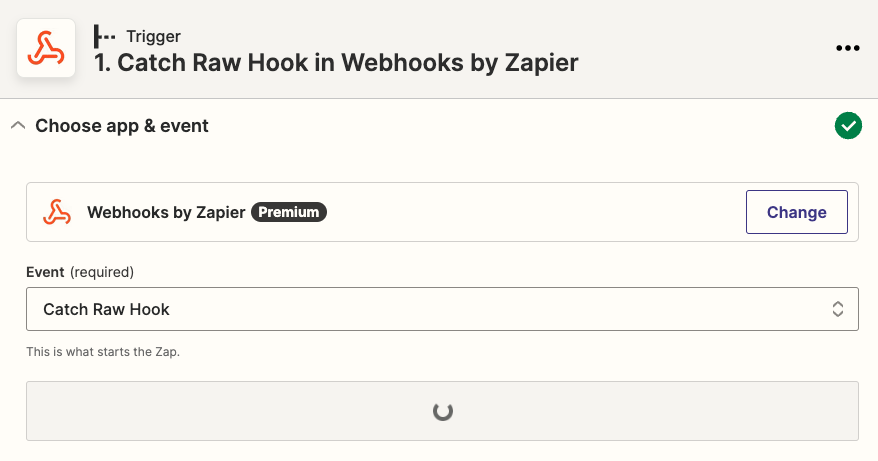 Trigger
1. Catch Raw Hook in Webhooks by Zapier
Choose app & event
Webhooks by Zapier Premium
Change
Event (required)
Catch Raw Hook
This is what starts the Zap.